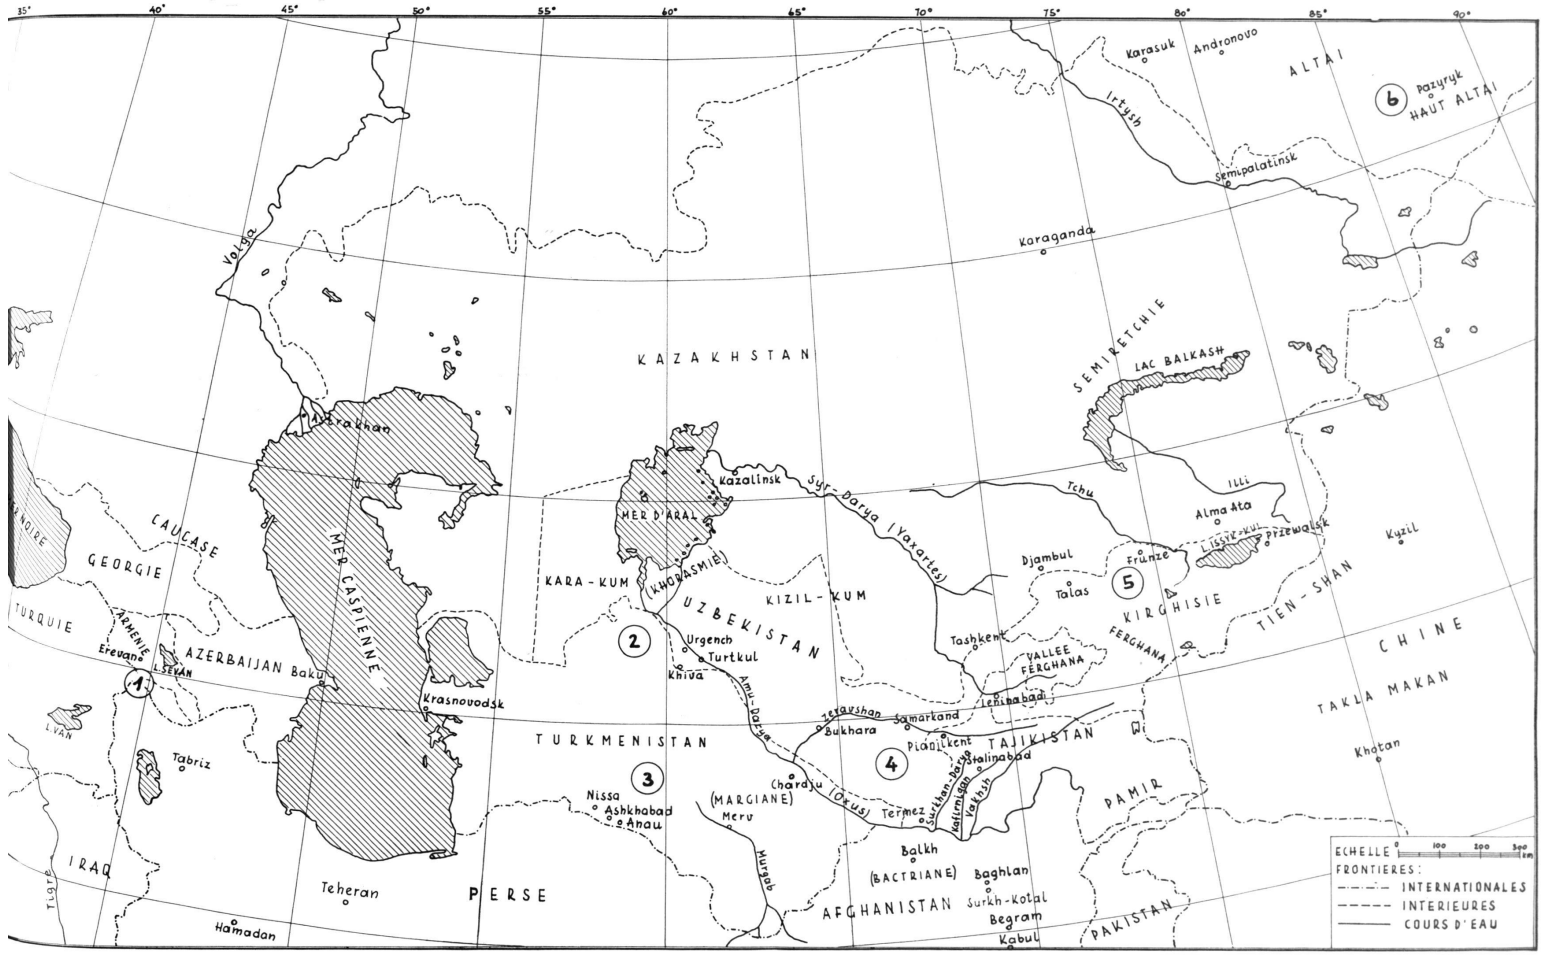 35° 40° 45° 50° 55° 60° 65° 70° 75° 80° 85° 90°
Karasuk
Andronovo
ALTAI
6
Pazyryk
HAUT ALTAI
Irtysh
Semipalatinsk
Volga
Karaganda
KAZAKHSTAN
SEMIRETCHIE
LAC BALKASH
Astrakhan
Kazalinsk
Syr-Darya (Yaxartes)
Tchu
Illi
Alma Ata
MER D'ARAL
L. ISSYK-KUL
Przewalsk
Kyzil
CAUCASE
GEORGIE
MER CASPIENNE
KARA-KUM
(KHORASMIE)
KIZIL-KUM
UZBEKISTAN
Djambul
Talas
Frunze
5
KIRGHISIE
TIEN-SHAN
TURQUIE
ARMENIE
Erevan
L. SEVAN
1
AZERBAIJAN
Baku
2
Urgench
Turtkul
Khiva
Tashkent
VALLEE
FERGHANA
FERGHANA
CHINE
Leninabad
TAKLA MAKAN
L. VAN
Krasnovodsk
Amu-Darya
Zeravshan
Bukhara
Samarkand
Pianjikent
TAJIKISTAN
Stalinabad
TURKMENISTAN
4
Tabriz
3
Chardju
(Oxus)
Surkhan-Darya
Kafirnigan
Vakhsh
Khotan
PAMIR
Nissa
Ashkhabad
Anau
(MARGIANE)
Merv
Termez
Murgab
Balkh
(BACTRIANE)
Baghlan
Surkh-Kotal
AFGHANISTAN
Begram
Kabul
PAKISTAN
IRAQ
Tigre
Teheran
PERSE
Hamadan
ECHELLE 0 100 200 300 km
FRONTIERES:
INTERNATIONALES
INTERIEURES
COURS D'EAU